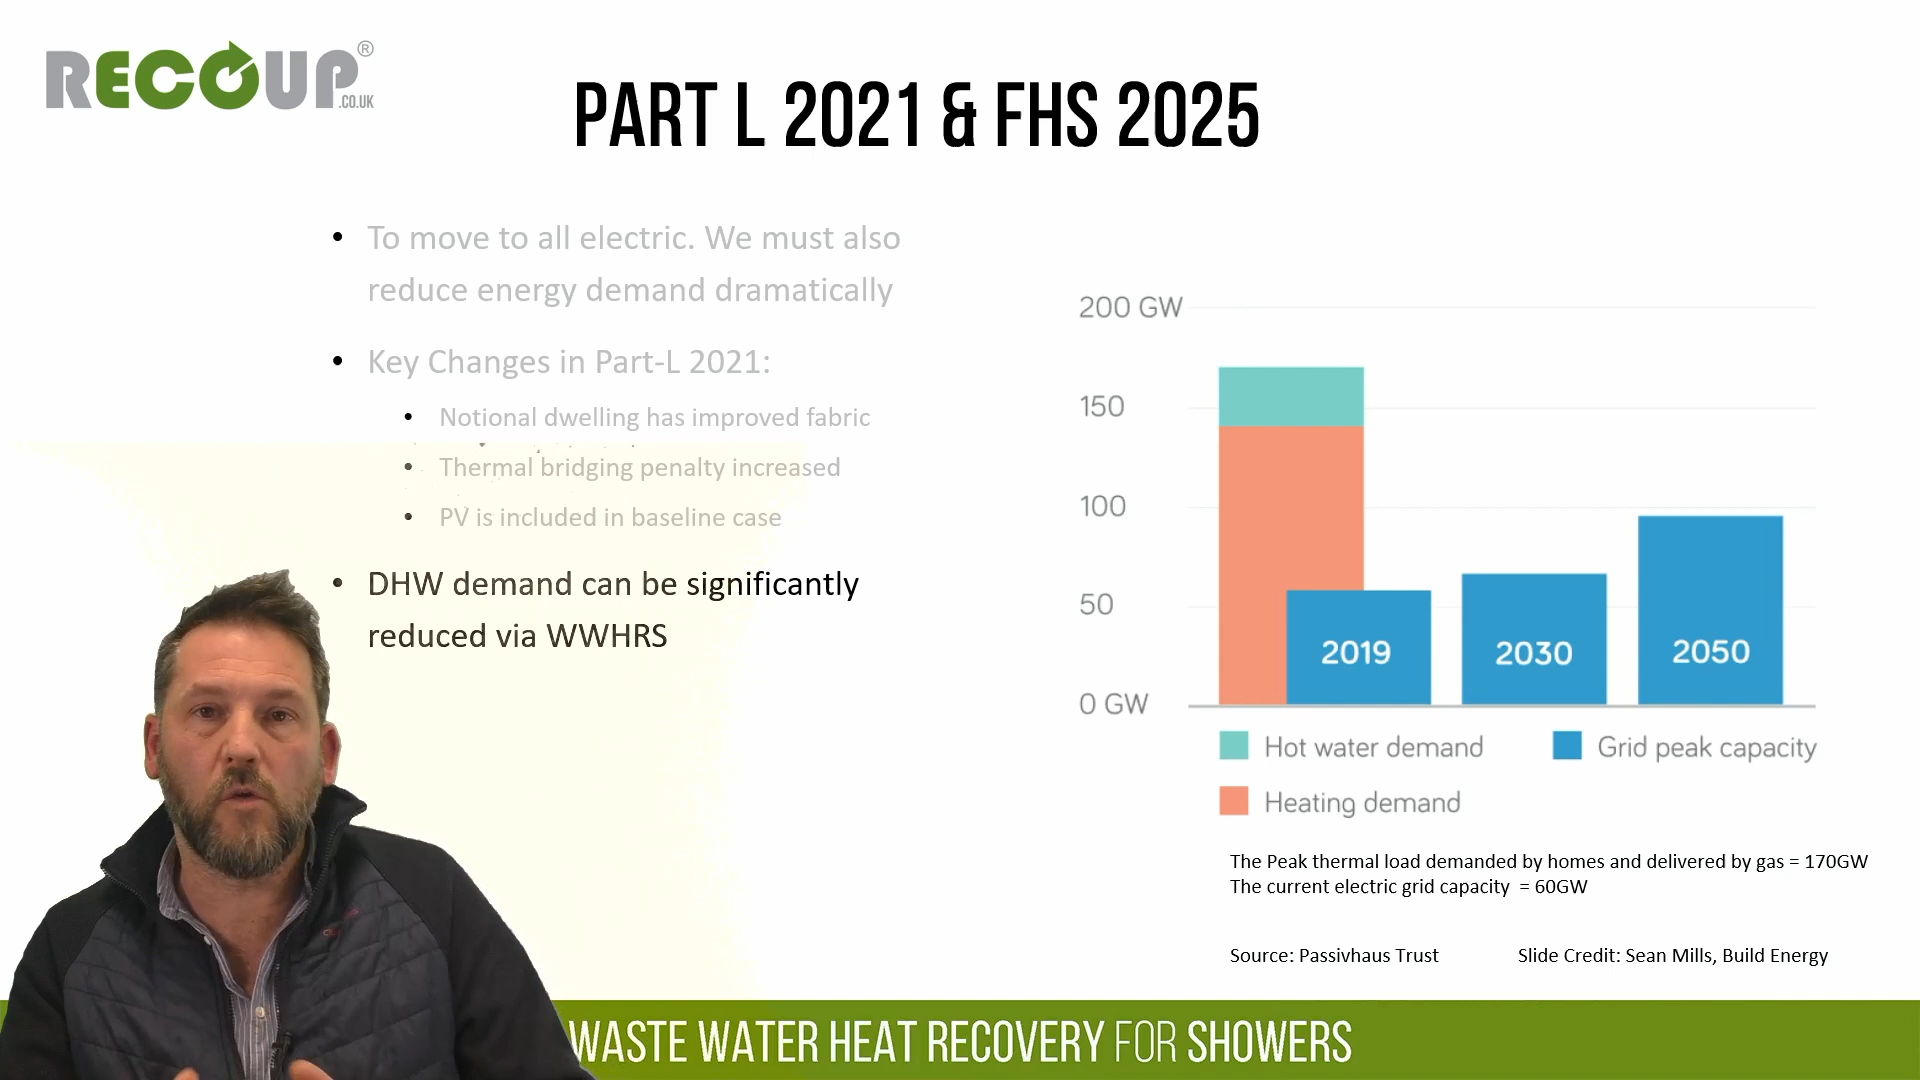 RECOUP®
.CO.UK
PART L 2021 & FHS 2025
• To move to all electric. We must also
reduce energy demand dramatically
• Key Changes in Part-L 2021:
• Notional dwelling has improved fabric
• Thermal bridging penalty increased
• PV is included in baseline case
• DHW demand can be significantly
reduced via WWHRS
200 GW
150
100
50
0 GW
2019
2030
2050
Hot water demand
Grid peak capacity
Heating demand
The Peak thermal load demanded by homes and delivered by gas = 170GW
The current electric grid capacity = 60GW
Source: Passivhaus Trust
Slide Credit: Sean Mills, Build Energy
WASTE WATER HEAT RECOVERY FOR SHOWERS